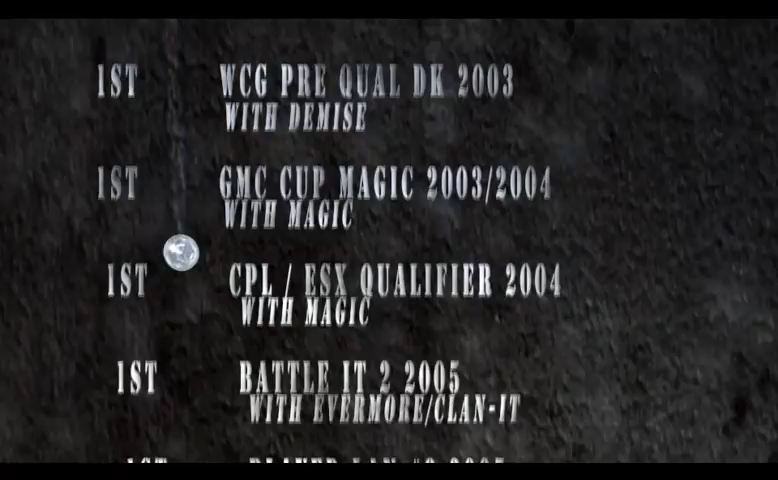 1ST WCG PRE QUAL DK 2003
WITH DEMISE
1ST GMC CUP MAGIC 2003/2004
WITH MAGIC
1ST CPL / ESX QUALIFIER 2004
WITH MAGIC
1ST BATTLE IT 2 2005
WITH EVERMORE/CLAN-IT
1ST